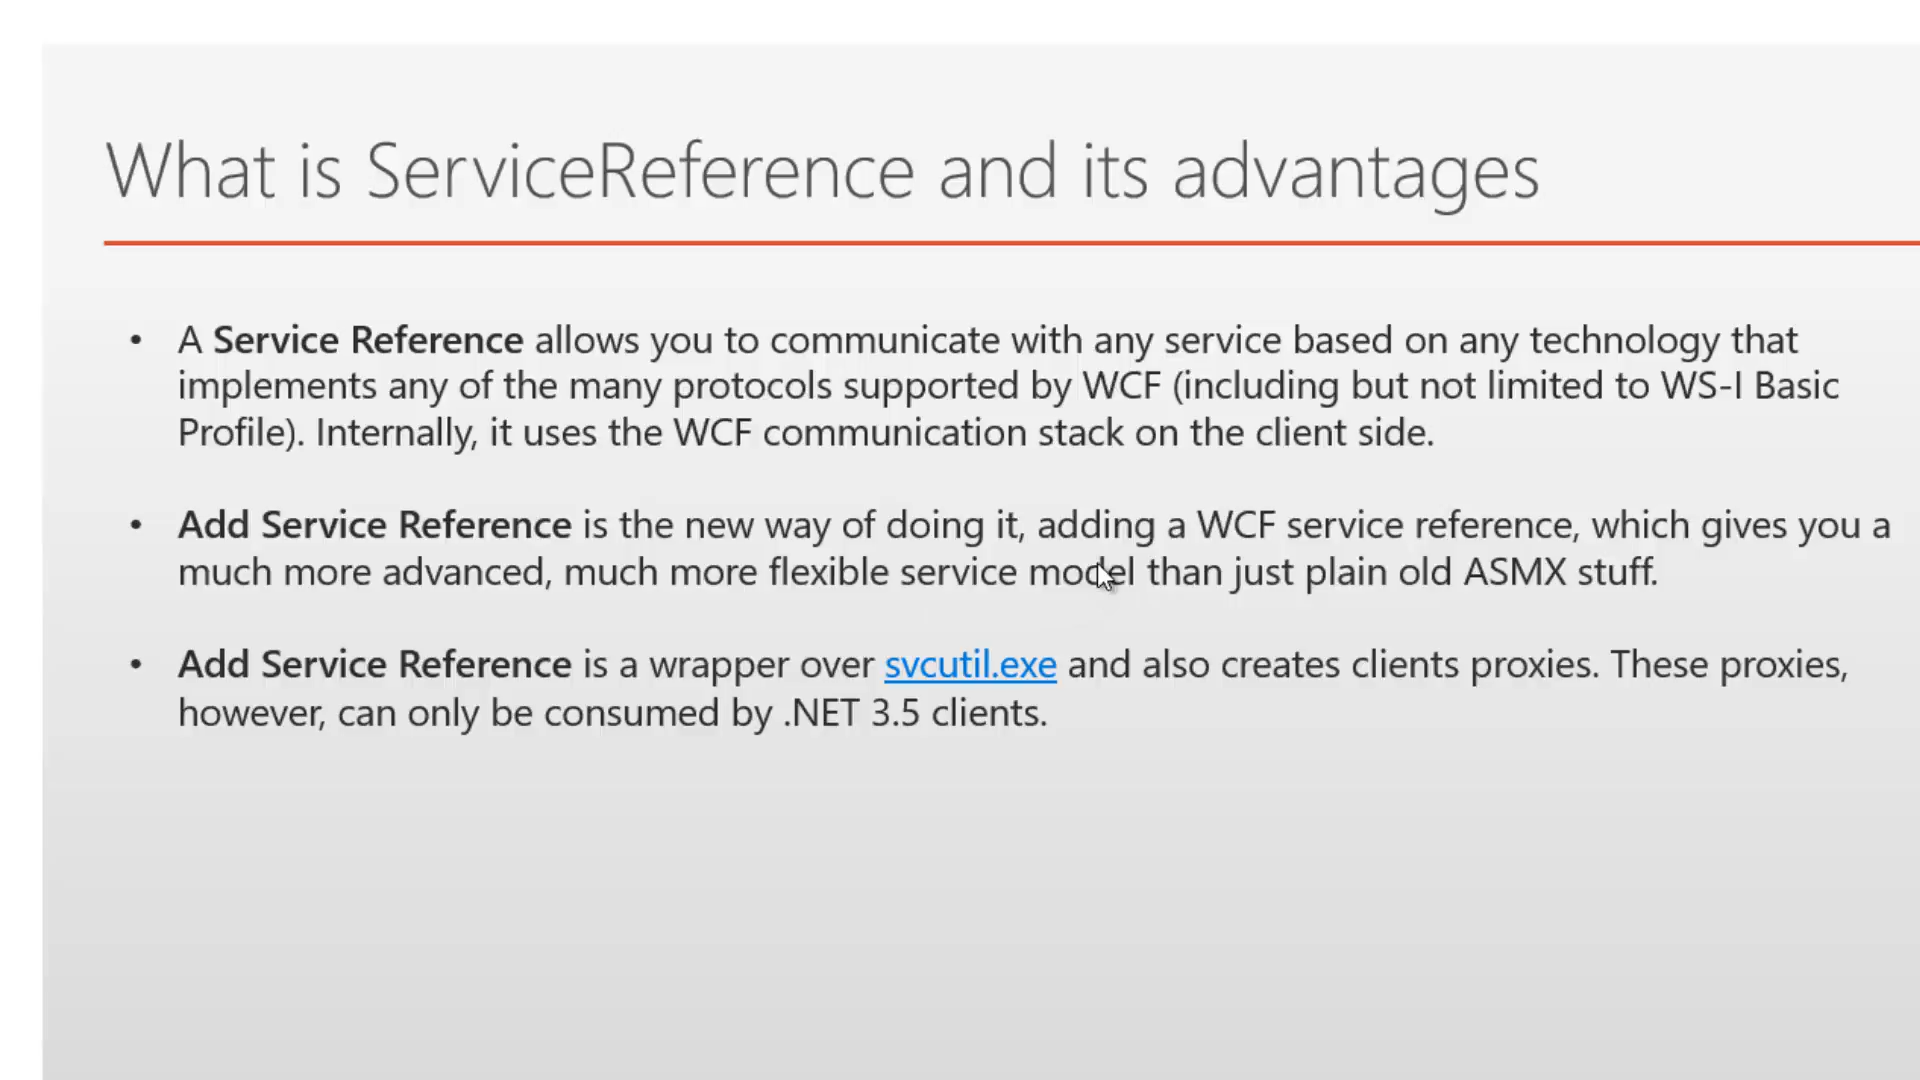 What is ServiceReference and its advantages
• A Service Reference allows you to communicate with any service based on any technology that
implements any of the many protocols supported by WCF (including but not limited to WS-I Basic
Profile). Internally, it uses the WCF communication stack on the client side.
• Add Service Reference is the new way of doing it, adding a WCF service reference, which gives you a
much more advanced, much more flexible service model than just plain old ASMX stuff.
• Add Service Reference is a wrapper over svcutil.exe and also creates clients proxies. These proxies,
however, can only be consumed by .NET 3.5 clients.